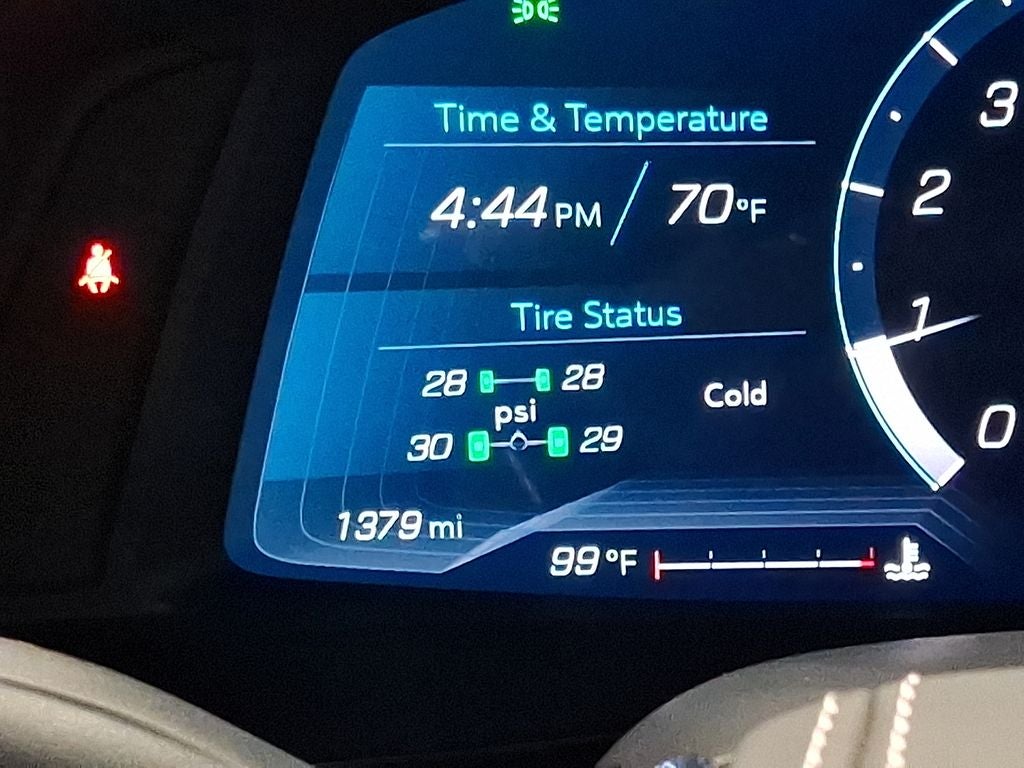 Time & Temperature
4:44 PM / 70°F
Tire Status
28 28
psi
Cold
30 29
1379 mi
99°F
3
2
1
0